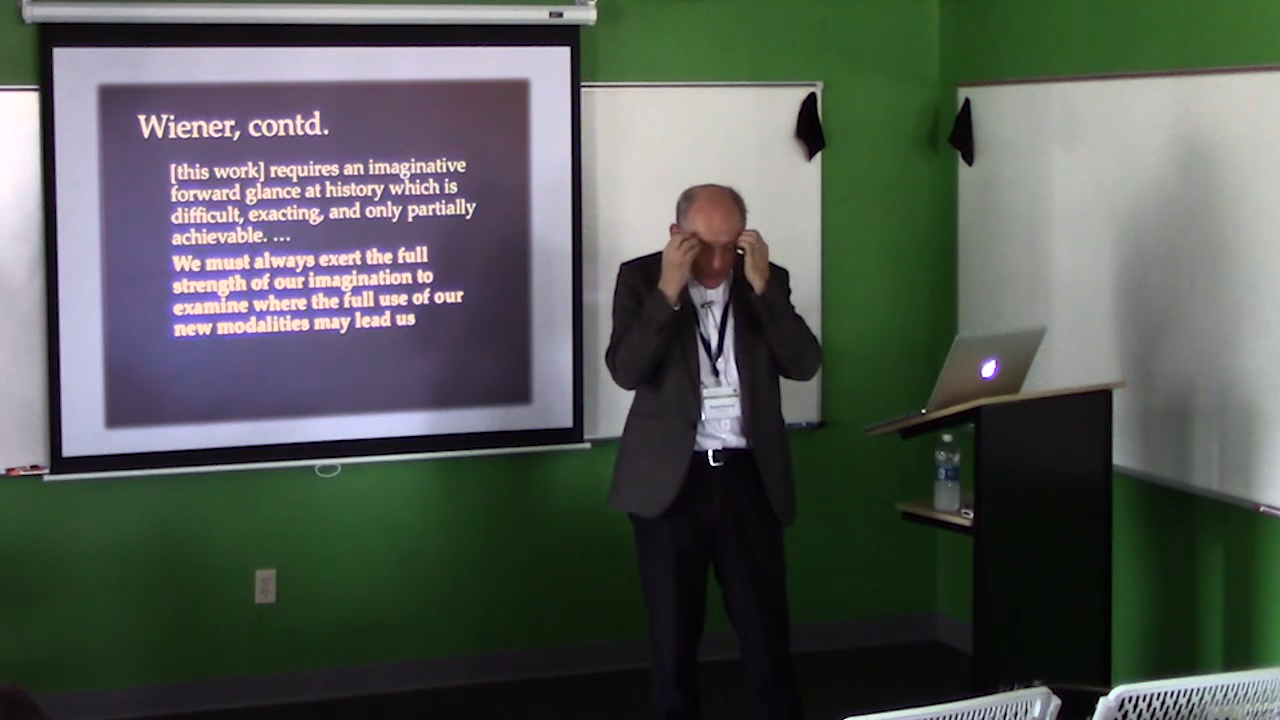 Wiener, contd.
[this work] requires an imaginative
forward glance at history which is
difficult, exacting, and only partially
achievable. ...
We must always exert the full
strength of our imagination to
examine where the full use of our
new modalities may lead us